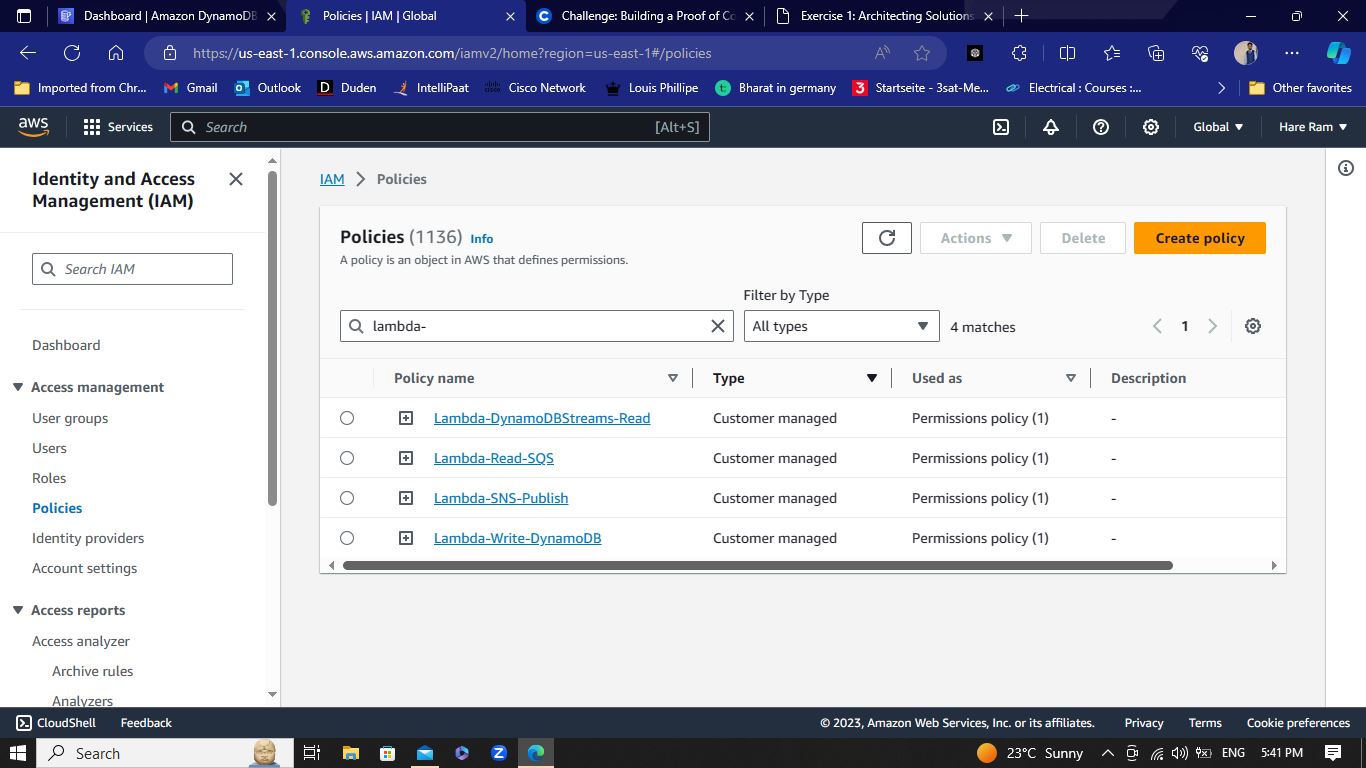 Dashboard | Amazon DynamoDB
Policies | IAM | Global
Challenge: Building a Proof of Co
Exercise 1: Architecting Solutions
https://us-east-1.console.aws.amazon.com/iamv2/home?region=us-east-1#/policies
Imported from Chr...
Gmail
Outlook
Duden
IntelliPaat
Cisco Network
Louis Phillipe
Bharat in germany
Startseite - 3sat-Me...
Electrical : Courses :...
Other favorites
aws
Services
Search
[Alt+S]
Global
Hare Ram
Identity and Access
Management (IAM)
Search IAM
Dashboard
Access management
User groups
Users
Roles
Policies
Identity providers
Account settings
Access reports
Access analyzer
Archive rules
Analyzers
IAM > Policies
Policies (1136) Info
A policy is an object in AWS that defines permissions.
Actions
Delete
Create policy
Filter by Type
lambda-
All types
4 matches
1
Policy name Type Used as Description
Lambda-DynamoDBStreams-Read Customer managed Permissions policy (1) -
Lambda-Read-SQS Customer managed Permissions policy (1) -
Lambda-SNS-Publish Customer managed Permissions policy (1) -
Lambda-Write-DynamoDB Customer managed Permissions policy (1) -
CloudShell Feedback
© 2023, Amazon Web Services, Inc. or its affiliates. Privacy Terms Cookie preferences
Search
23°C Sunny
ENG
5:41 PM